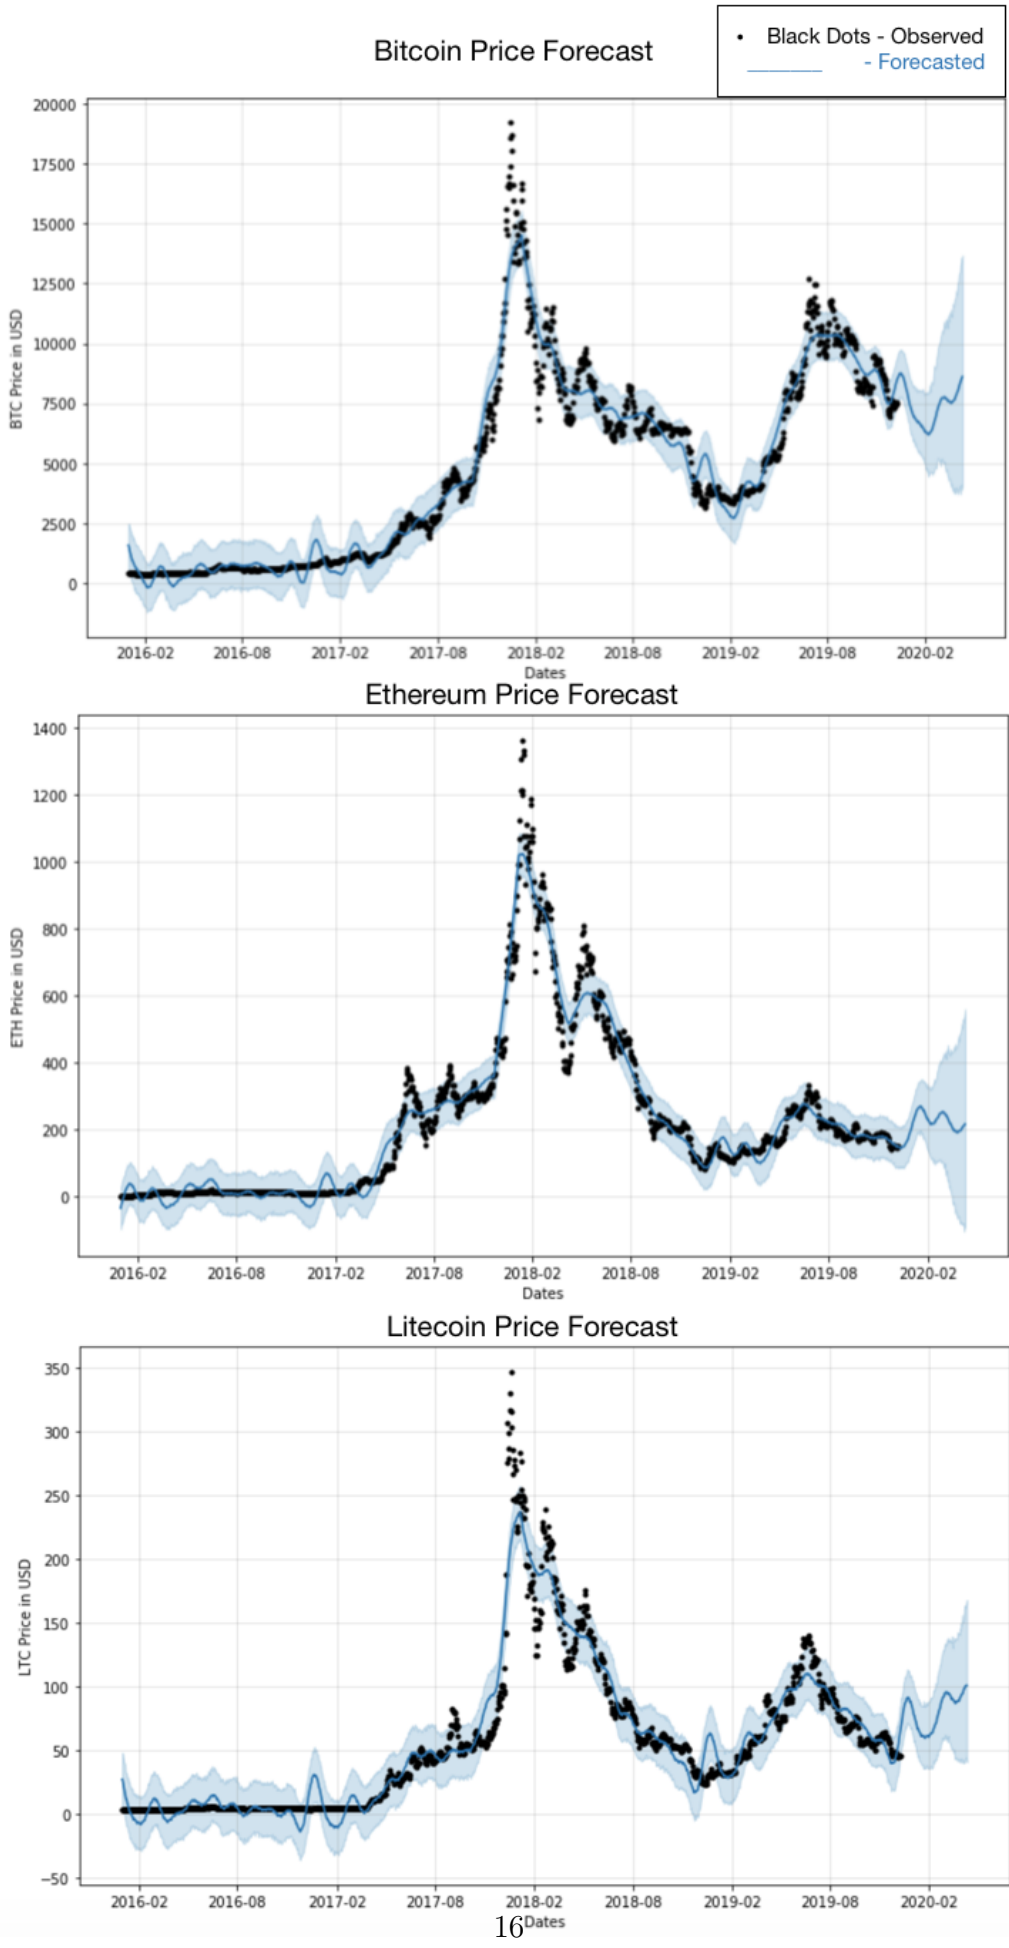 Bitcoin Price Forecast
• Black Dots - Observed
_______ - Forecasted
20000
17500
15000
12500
10000
7500
5000
2500
0
BTC Price in USD
2016-02 2016-08 2017-02 2017-08 2018-02 2018-08 2019-02 2019-08 2020-02
Dates
Ethereum Price Forecast
1400
1200
1000
800
600
400
200
0
ETH Price in USD
2016-02 2016-08 2017-02 2017-08 2018-02 2018-08 2019-02 2019-08 2020-02
Dates
Litecoin Price Forecast
350
300
250
200
150
100
50
0
−50
LTC Price in USD
2016-02 2016-08 2017-02 2017-08 2018-02 2018-08 2019-02 2019-08 2020-02
Dates
16